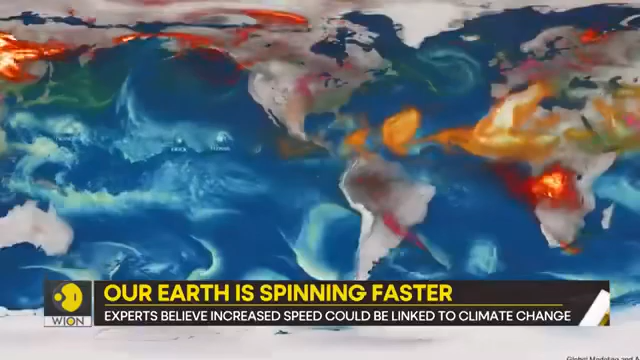 OUR EARTH IS SPINNING FASTER
EXPERTS BELIEVE INCREASED SPEED COULD BE LINKED TO CLIMATE CHANGE
WION